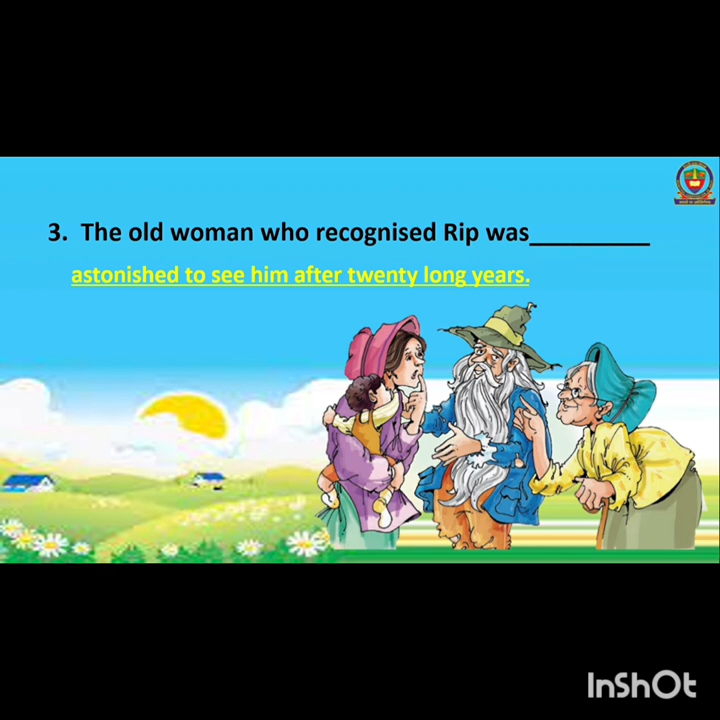 3. The old woman who recognised Rip was_________
astonished to see him after twenty long years.
InShOt